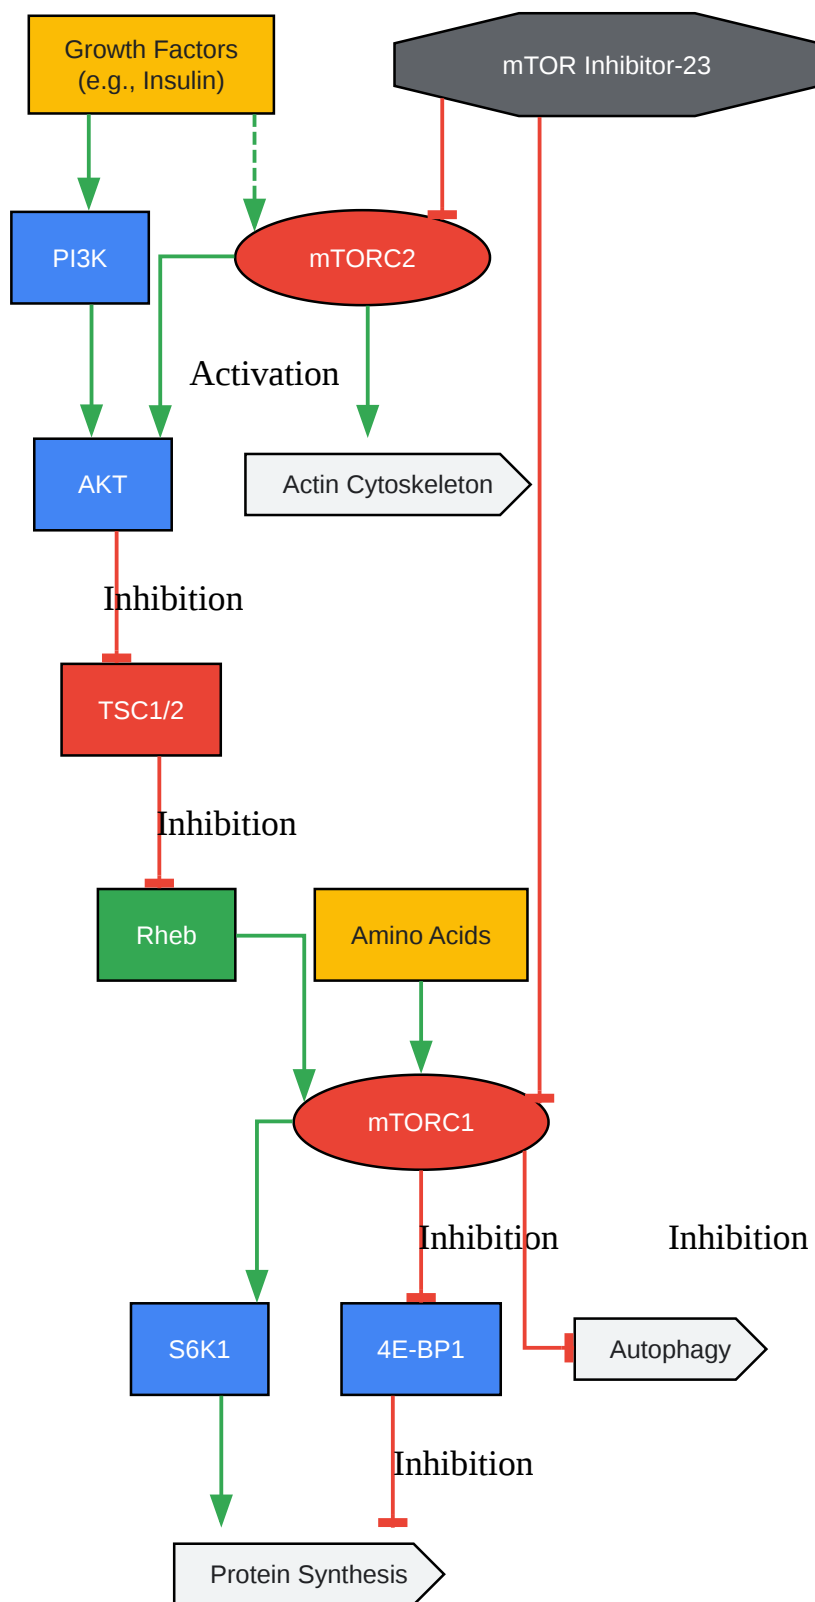 Growth Factors
(e.g., Insulin)
mTOR Inhibitor-23
PI3K
mTORC2
Activation
AKT
Actin Cytoskeleton
Inhibition
TSC1/2
Inhibition
Rheb
Amino Acids
mTORC1
Inhibition
Inhibition
S6K1
4E-BP1
Autophagy
Inhibition
Protein Synthesis